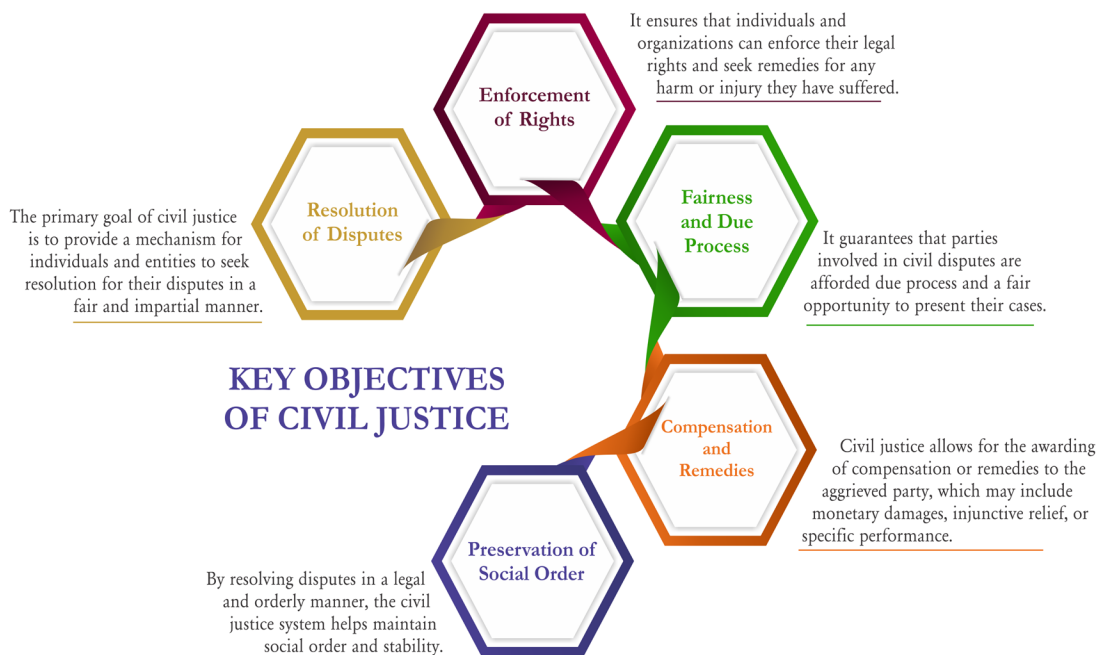 Resolution
of Disputes
The primary goal of civil justice
is to provide a mechanism for
individuals and entities to seek
resolution for their disputes in a
fair and impartial manner.
Enforcement
of Rights
It ensures that individuals and
organizations can enforce their legal
rights and seek remedies for any
harm or injury they have suffered.
Fairness
and Due
Process
It guarantees that parties
involved in civil disputes are
afforded due process and a fair
opportunity to present their cases.
KEY OBJECTIVES
OF CIVIL JUSTICE
Compensation
and
Remedies
Civil justice allows for the awarding
of compensation or remedies to the
aggrieved party, which may include
monetary damages, injunctive relief, or
specific performance.
Preservation of
Social Order
By resolving disputes in a legal
and orderly manner, the civil
justice system helps maintain
social order and stability.